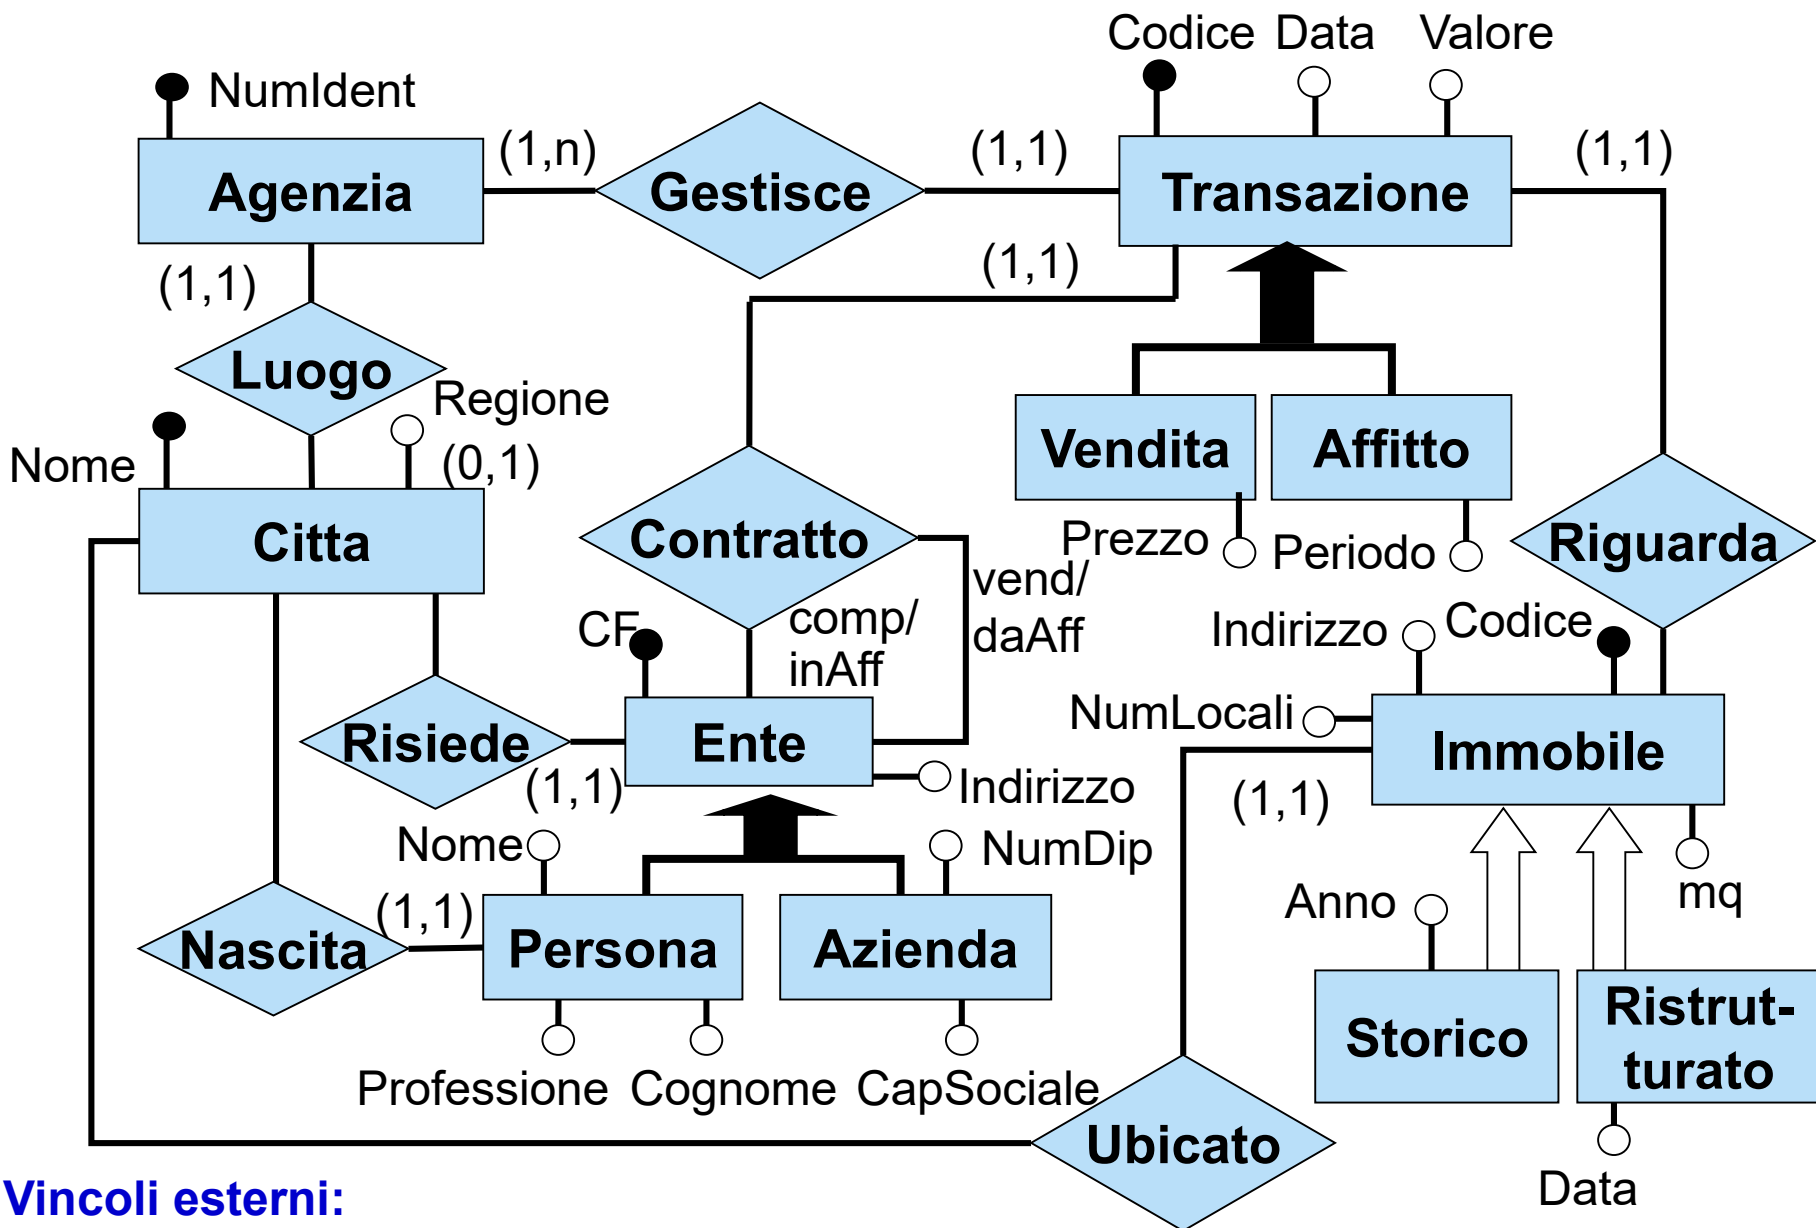 Codice Data Valore
NumIdent
(1,n) (1,1) (1,1)
Agenzia Gestisce Transazione
(1,1) (1,1)
Luogo
Regione
Nome (0,1)
Vendita Affitto
Citta Contratto Riguarda
Prezzo Periodo
vend/
daAff
comp/
inAff
CF
Indirizzo Codice
NumLocali
Risiede Ente Immobile
(1,1) Indirizzo (1,1)
Nome NumDip
mq
Anno
(1,1)
Nascita Persona Azienda
Ristrut-
turato
Storico
Professione Cognome CapSociale
Ubicato
Data
Vincoli esterni: